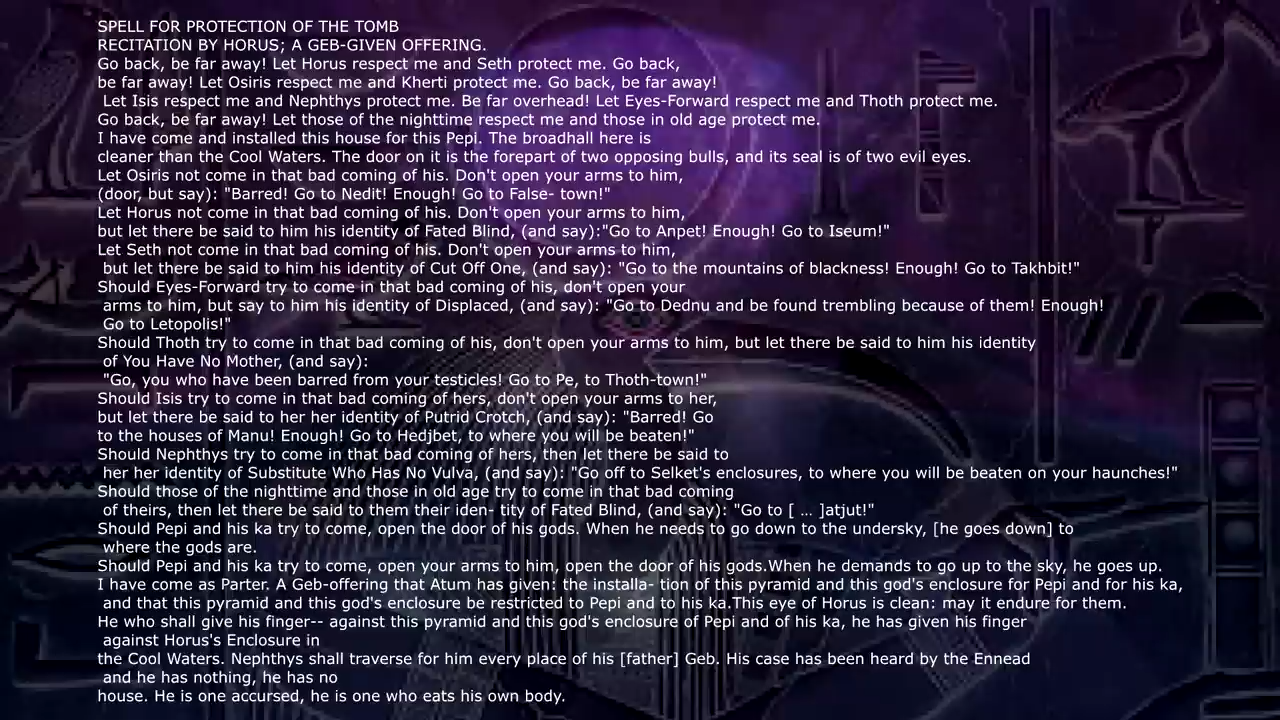 SPELL FOR PROTECTION OF THE TOMB
RECITATION BY HORUS; A GEB-GIVEN OFFERING.
Go back, be far away! Let Horus respect me and Seth protect me. Go back,
be far away! Let Osiris respect me and Kherti protect me. Go back, be far away!
Let Isis respect me and Nephthys protect me. Be far overhead! Let Eyes-Forward respect me and Thoth protect me.
Go back, be far away! Let those of the nighttime respect me and those in old age protect me.
I have come and installed this house for this Pepi. The broadhall here is
cleaner than the Cool Waters. The door on it is the forepart of two opposing bulls, and its seal is of two evil eyes.
Let Osiris not come in that bad coming of his. Don't open your arms to him,
(door, but say): "Barred! Go to Nedit! Enough! Go to False- town!"
Let Horus not come in that bad coming of his. Don't open your arms to him,
but let there be said to him his identity of Fated Blind, (and say):"Go to Anpet! Enough! Go to Iseum!"
Let Seth not come in that bad coming of his. Don't open your arms to him,
but let there be said to him his identity of Cut Off One, (and say): "Go to the mountains of blackness! Enough! Go to Takhbit!"
Should Eyes-Forward try to come in that bad coming of his, don't open your
arms to him, but say to him his identity of Displaced, (and say): "Go to Dednu and be found trembling because of them! Enough!
Go to Letopolis!"
Should Thoth try to come in that bad coming of his, don't open your arms to him, but let there be said to him his identity
of You Have No Mother, (and say):
"Go, you who have been barred from your testicles! Go to Pe, to Thoth-town!"
Should Isis try to come in that bad coming of hers, don't open your arms to her,
but let there be said to her her identity of Putrid Crotch, (and say): "Barred! Go
to the houses of Manu! Enough! Go to Hedjbet, to where you will be beaten!"
Should Nephthys try to come in that bad coming of hers, then let there be said to
her her identity of Substitute Who Has No Vulva, (and say): "Go off to Selket's enclosures, to where you will be beaten on your haunches!"
Should those of the nighttime and those in old age try to come in that bad coming
of theirs, then let there be said to them their iden- tity of Fated Blind, (and say): "Go to [ … ]atjut!"
Should Pepi and his ka try to come, open the door of his gods. When he needs to go down to the undersky, [he goes down] to
where the gods are.
Should Pepi and his ka try to come, open your arms to him, open the door of his gods.When he demands to go up to the sky, he goes up.
I have come as Parter. A Geb-offering that Atum has given: the installa- tion of this pyramid and this god's enclosure for Pepi and for his ka,
and that this pyramid and this god's enclosure be restricted to Pepi and to his ka.This eye of Horus is clean: may it endure for them.
He who shall give his finger-- against this pyramid and this god's enclosure of Pepi and of his ka, he has given his finger
against Horus's Enclosure in
the Cool Waters. Nephthys shall traverse for him every place of his [father] Geb. His case has been heard by the Ennead
and he has nothing, he has no
house. He is one accursed, he is one who eats his own body.